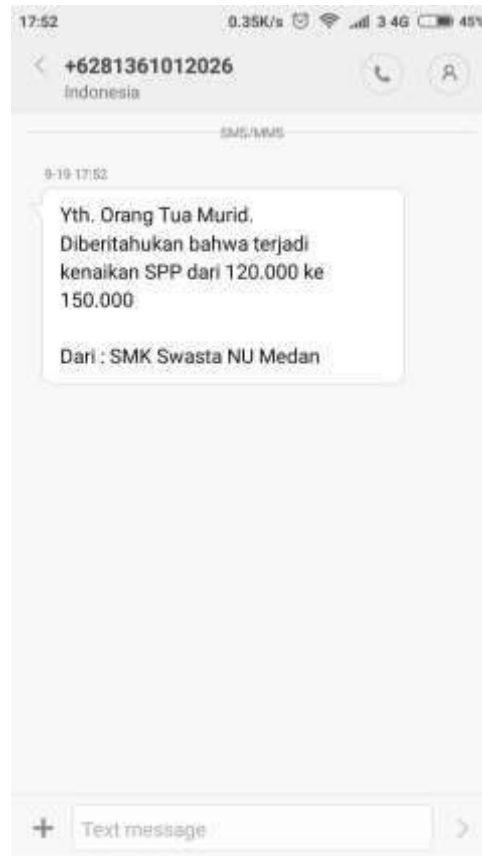 17:52
0.35K/s 3 4G 45%
+6281361012026
Indonesia
SMS/MMS
9-19 17:52
Yth. Orang Tua Murid.
Diberitahukan bahwa terjadi
kenaikan SPP dari 120.000 ke
150.000
Dari : SMK Swasta NU Medan
Text message